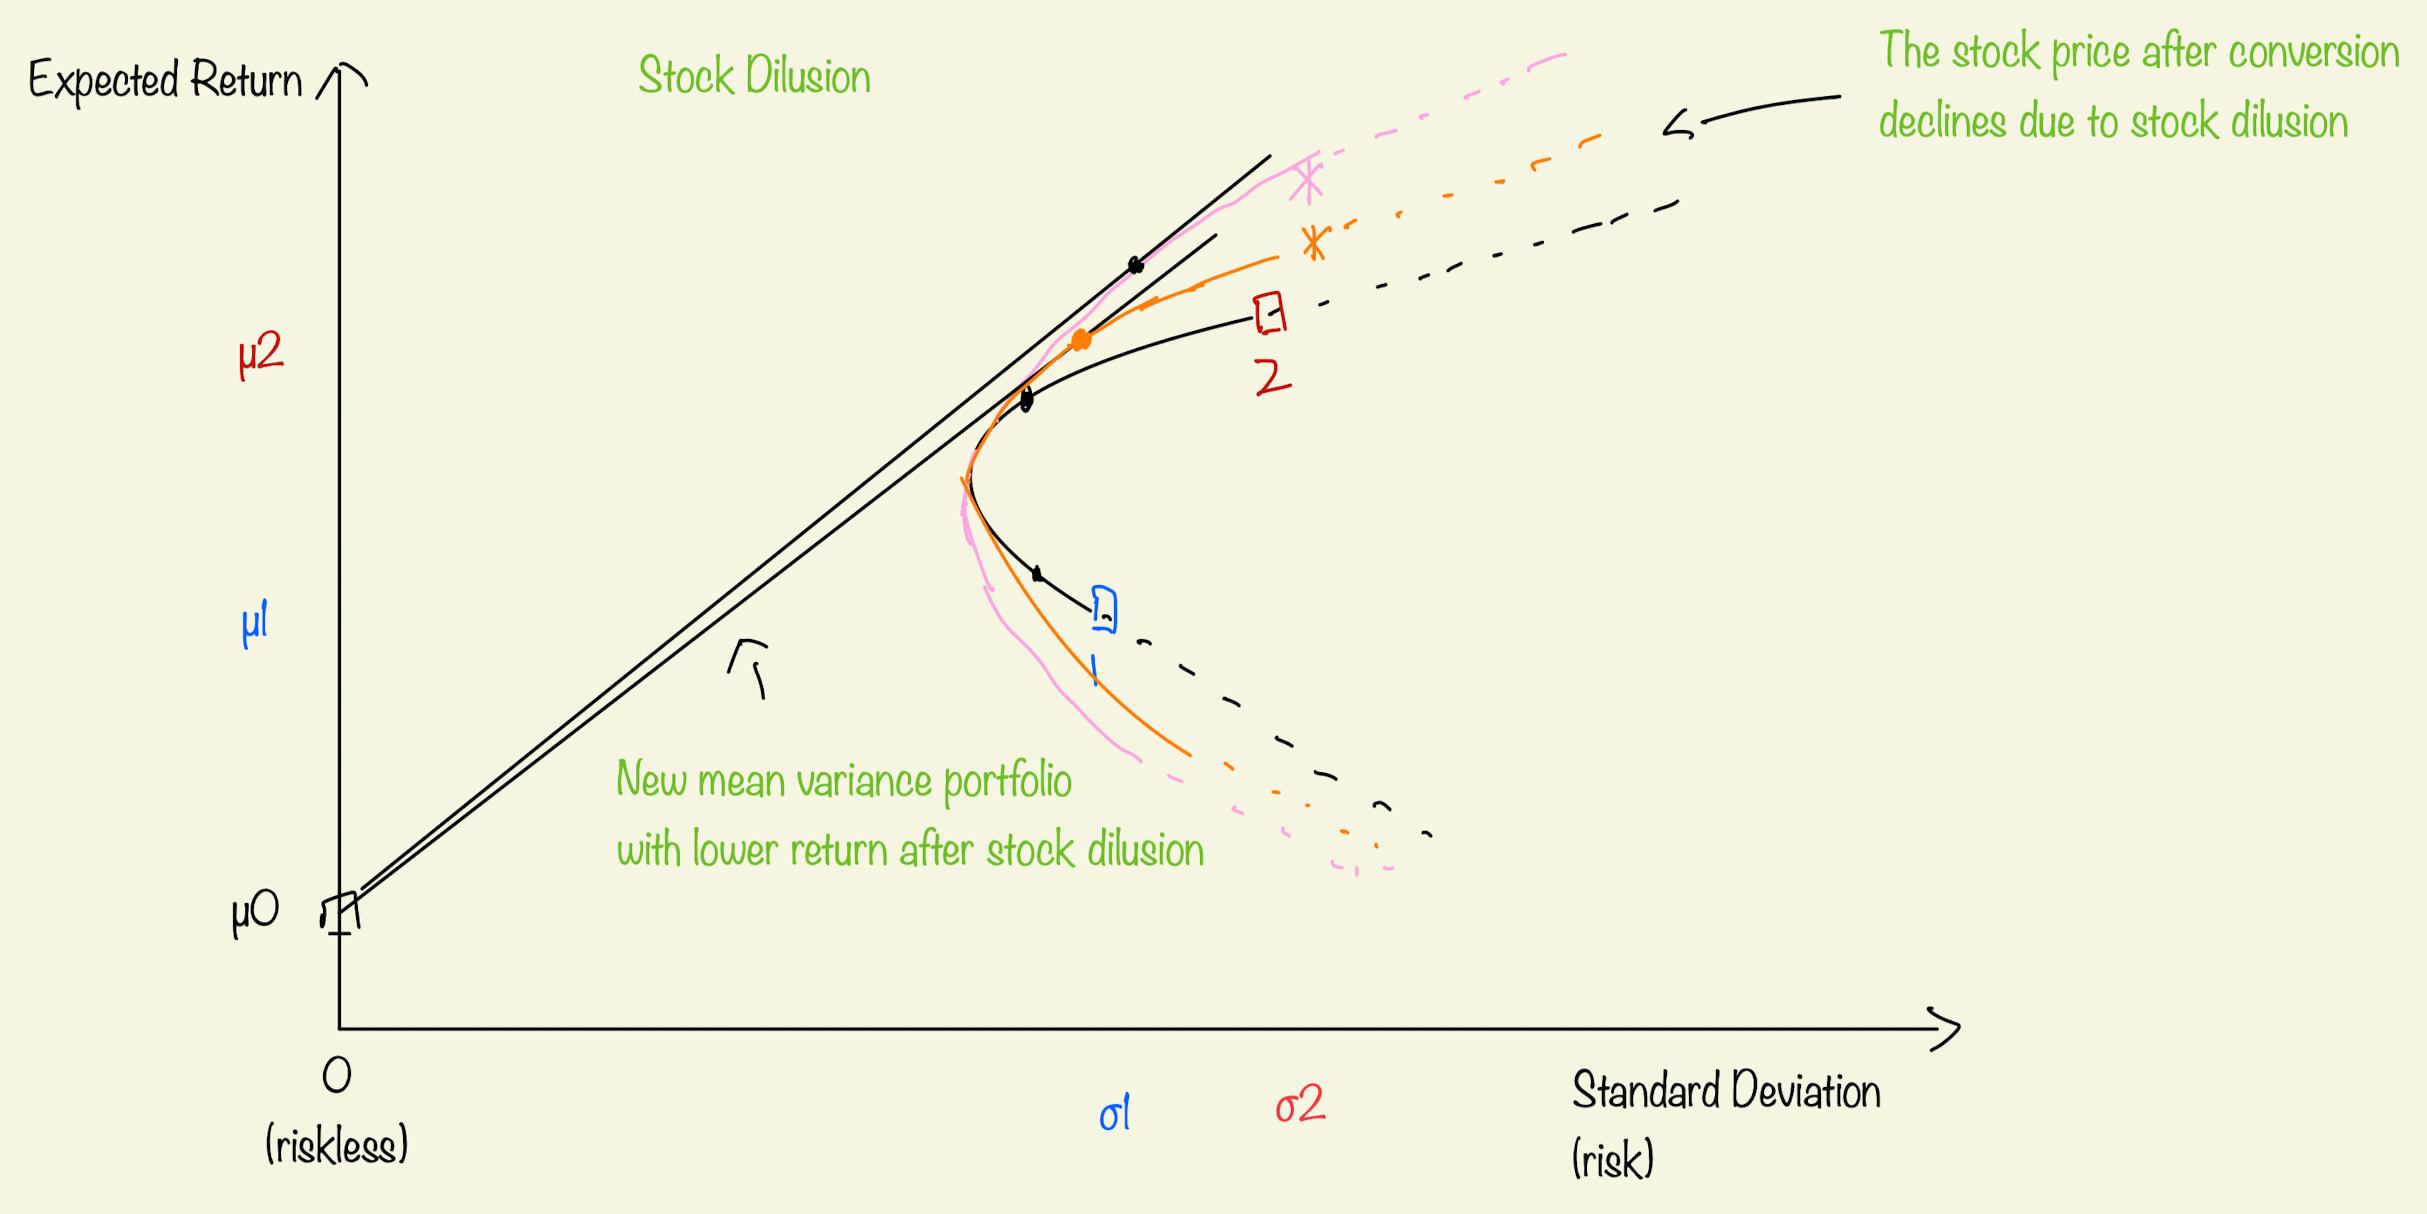 Expected Return
Stock Dilusion
The stock price after conversion
declines due to stock dilusion
μ2
2
μ1
1
New mean variance portfolio
with lower return after stock dilusion
μ0
0
(riskless)
σ1
σ2
Standard Deviation
(risk)